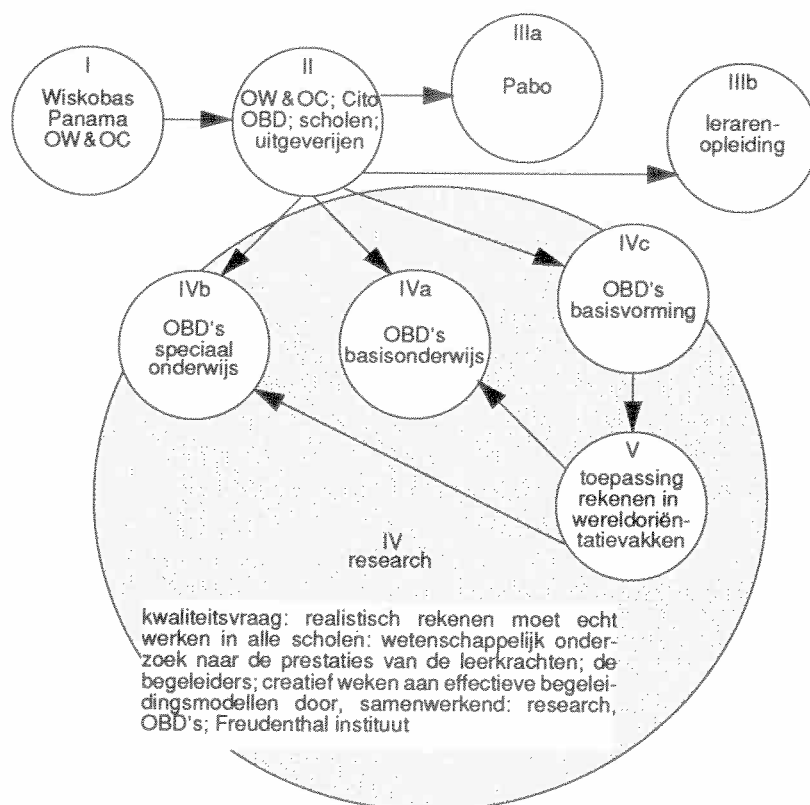 I
Wiskobas
Panama
OW & OC
II
OW & OC; Cito
OBD; scholen;
uitgeverijen
IIIa
Pabo
IIIb
leraren-
opleiding
IVc
OBD's
basisvorming
IVb
OBD's
speciaal
onderwijs
IVa
OBD's
basisonderwijs
V
toepassing
rekenen in
wereldoriën-
tatievakken
IV
research
kwaliteitsvraag: realistisch rekenen moet echt
werken in alle scholen: wetenschappelijk onder-
zoek naar de prestaties van de leerkrachten; de
begeleiders; creatief weken aan effectieve begelei-
dingsmodellen door, samenwerkend: research,
OBD's; Freudenthal instituut